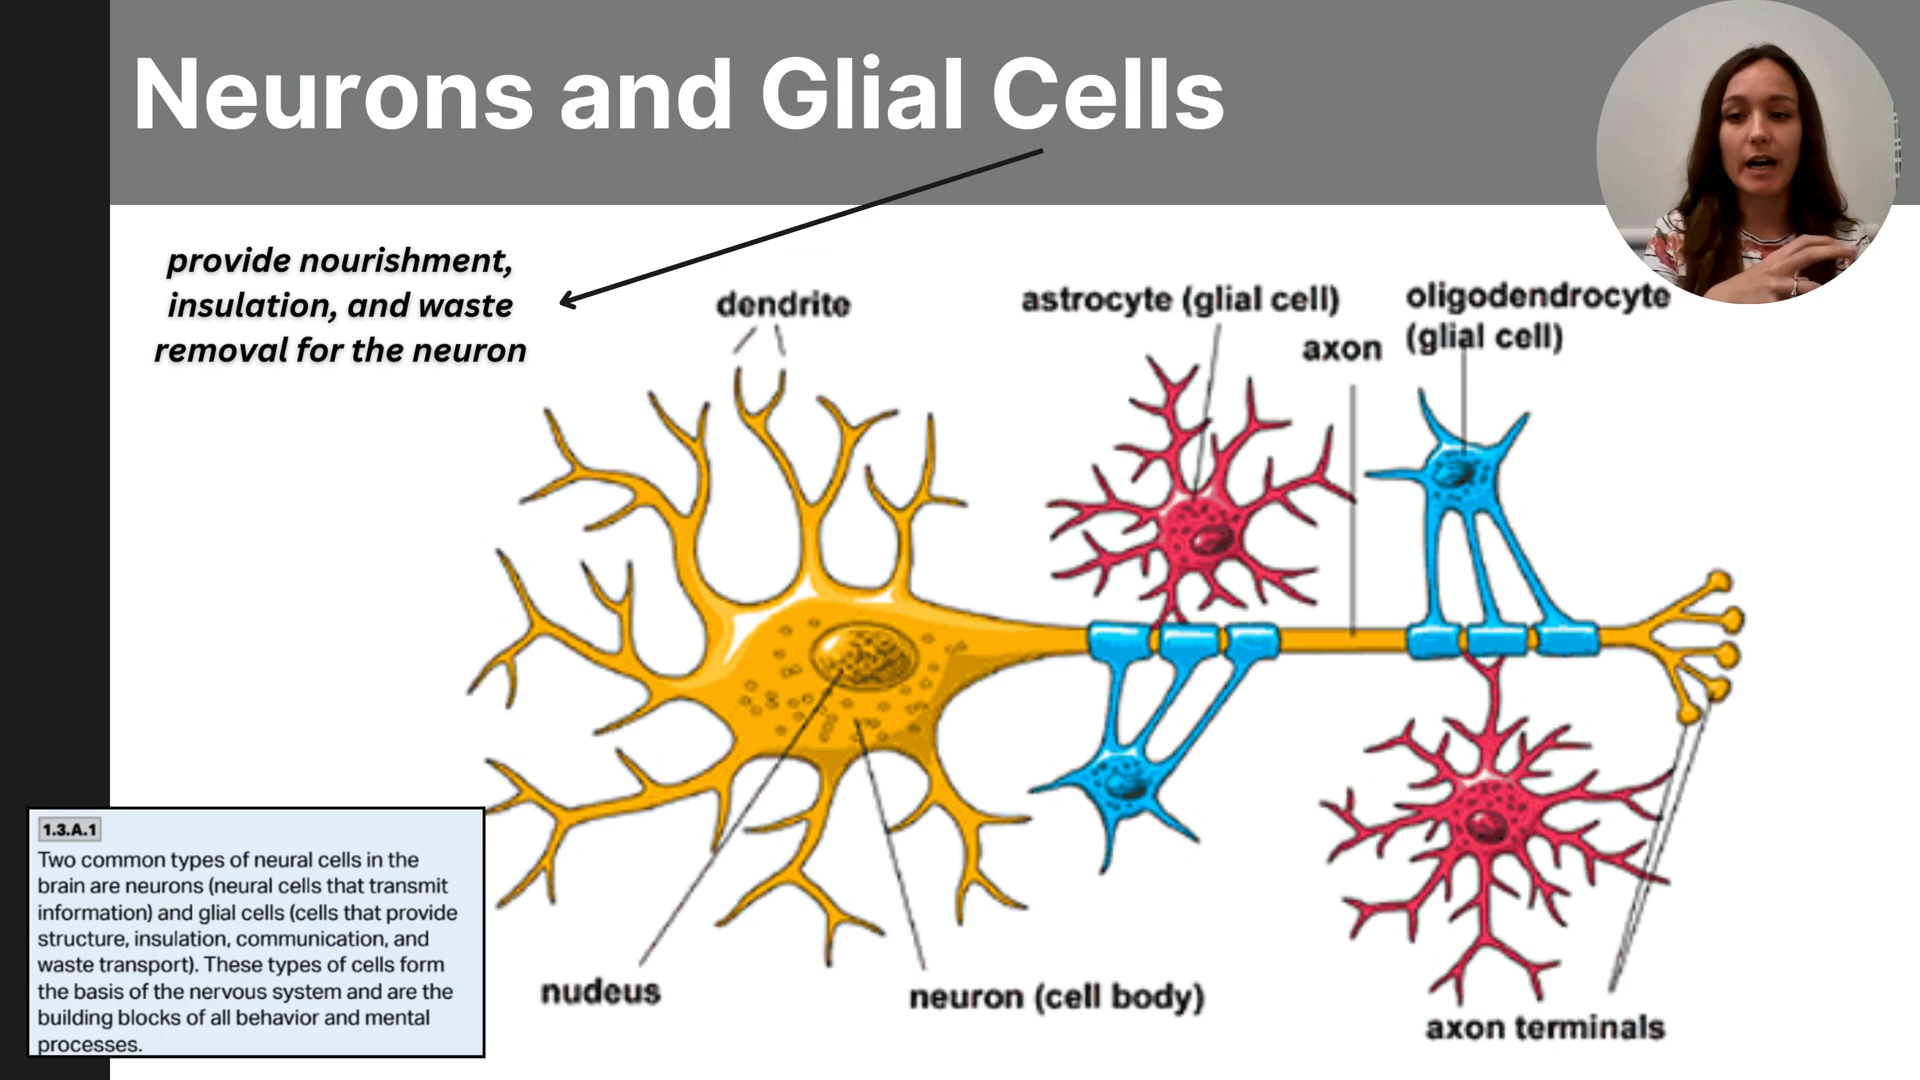 Neurons and Glial Cells
provide nourishment,
insulation, and waste
removal for the neuron
dendrite
astrocyte (glial cell)
axon
oligodendrocyte
(glial cell)
nudeus
neuron (cell body)
axon terminals
1.3.A.1
Two common types of neural cells in the
brain are neurons (neural cells that transmit
information) and glial cells (cells that provide
structure, insulation, communication, and
waste transport). These types of cells form
the basis of the nervous system and are the
building blocks of all behavior and mental
processes.